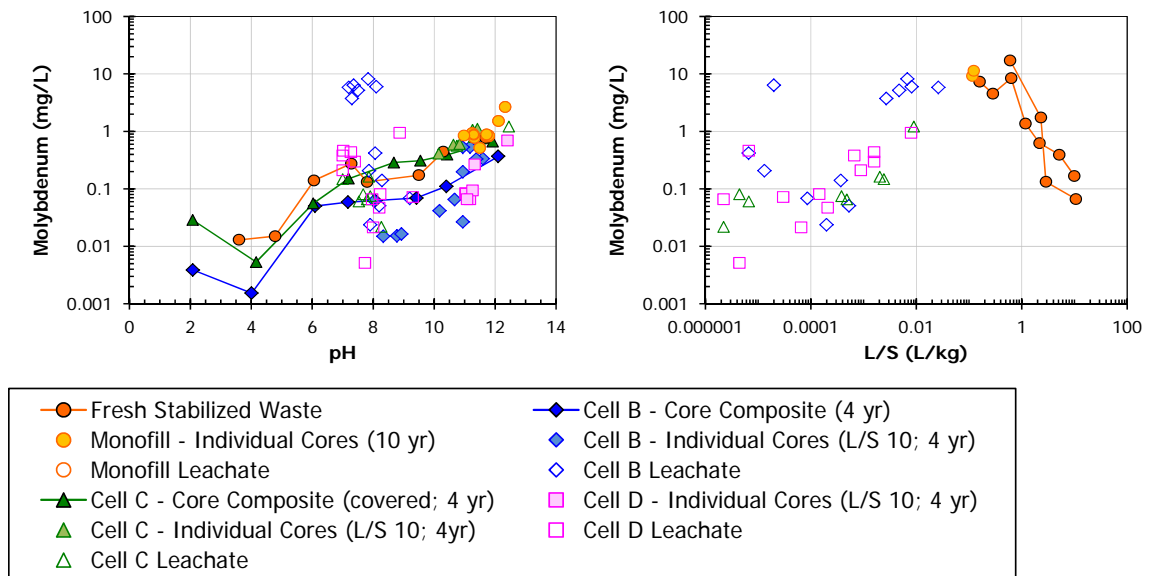 100
10
1
0.1
0.01
0.001
Molybdenum (mg/L)
0 2 4 6 8 10 12 14
pH
100
10
1
0.1
0.01
0.001
Molybdenum (mg/L)
0.000001 0.0001 0.01 1 100
L/S (L/kg)
Fresh Stabilized Waste
Monofill - Individual Cores (10 yr)
Monofill Leachate
Cell C - Core Composite (covered; 4 yr)
Cell C - Individual Cores (L/S 10; 4yr)
Cell C Leachate
Cell B - Core Composite (4 yr)
Cell B - Individual Cores (L/S 10; 4 yr)
Cell B Leachate
Cell D - Individual Cores (L/S 10; 4 yr)
Cell D Leachate